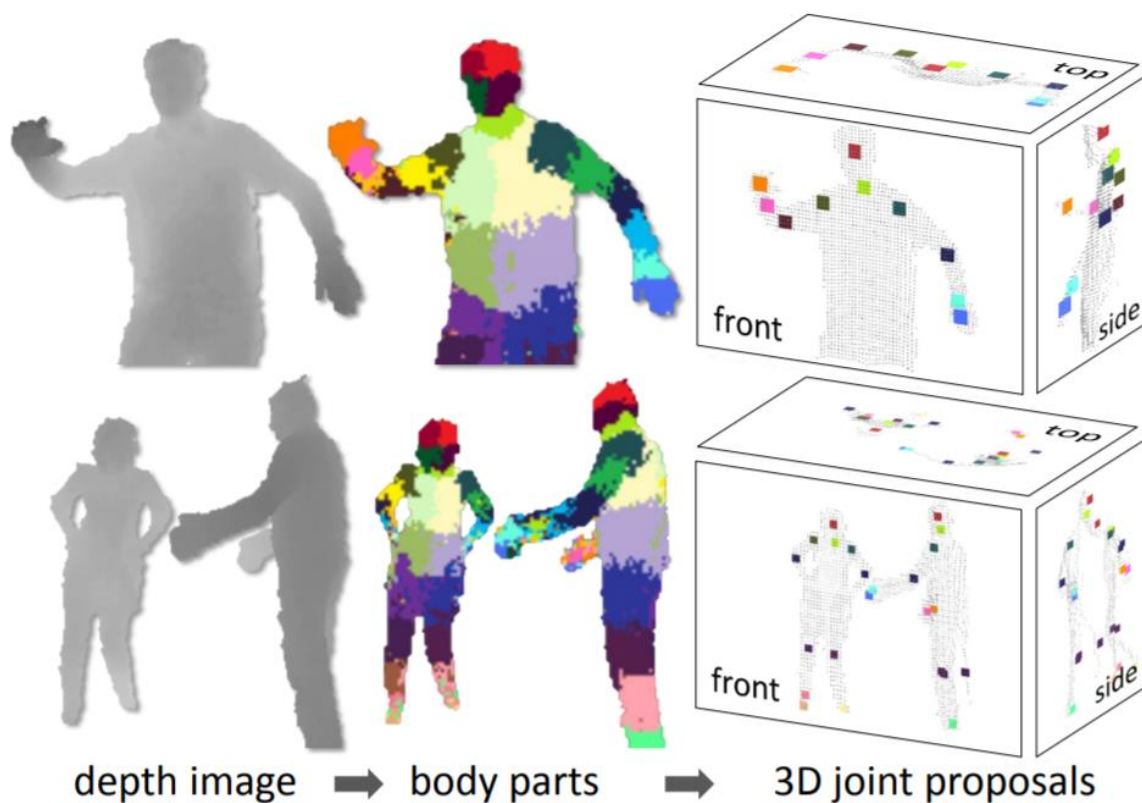 top
front
side
top
front
side
depth image
body parts
3D joint proposals